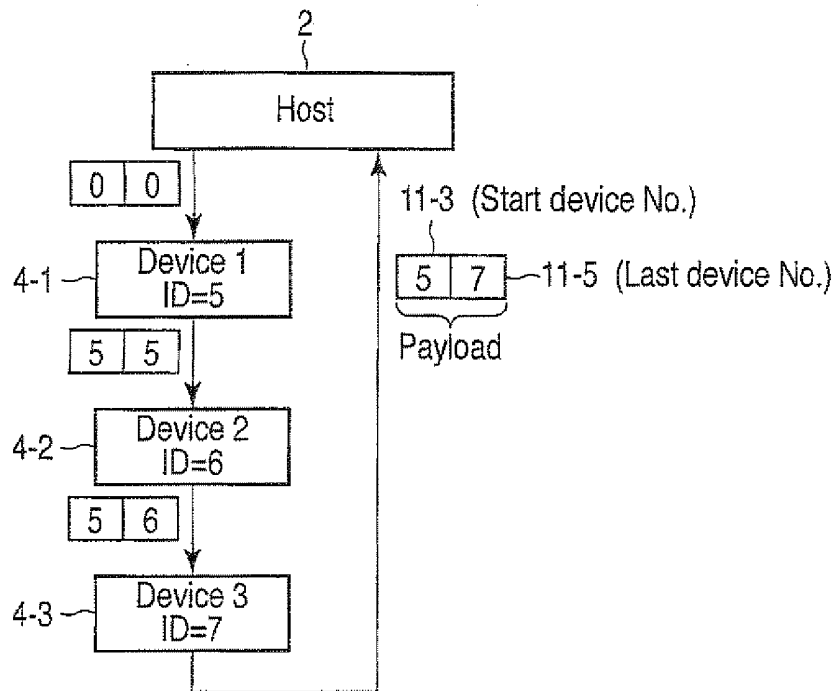 2
Host
0 0
11-3 (Start device No.)
4-1
Device 1
ID=5
5 7
11-5 (Last device No.)
Payload
5 5
4-2
Device 2
ID=6
5 6
4-3
Device 3
ID=7